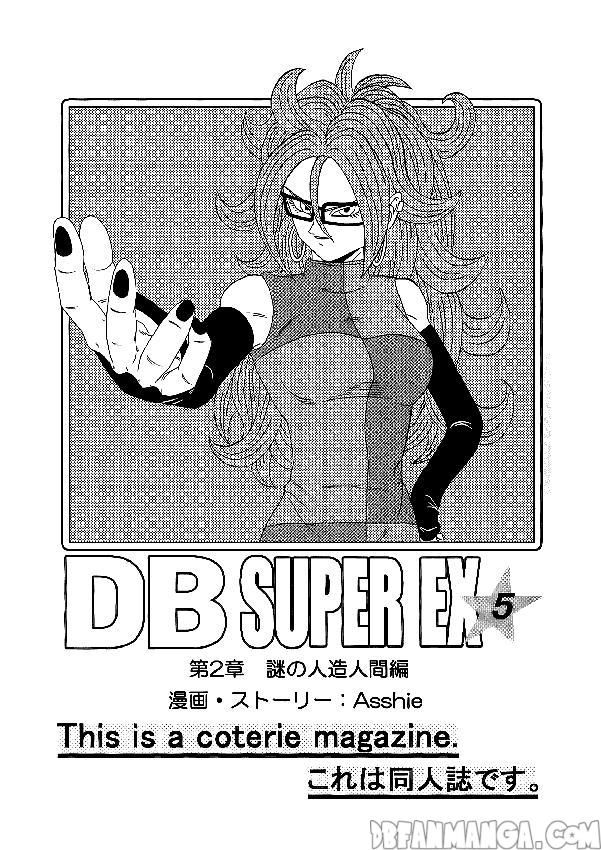 DB SUPER EX 5
第2章 謎の人造人間編
漫画・ストーリー：Asshie
This is a coterie magazine.
これは同人誌です。
DBFANMANGA.COM